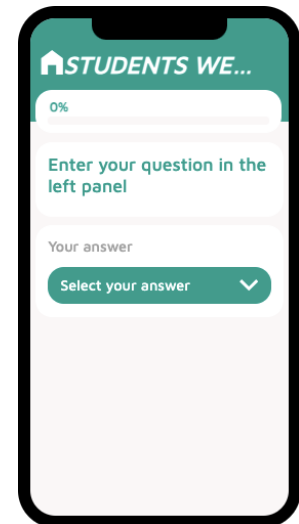 STUDENTS WE...
0%
Enter your question in the
left panel
Your answer
Select your answer